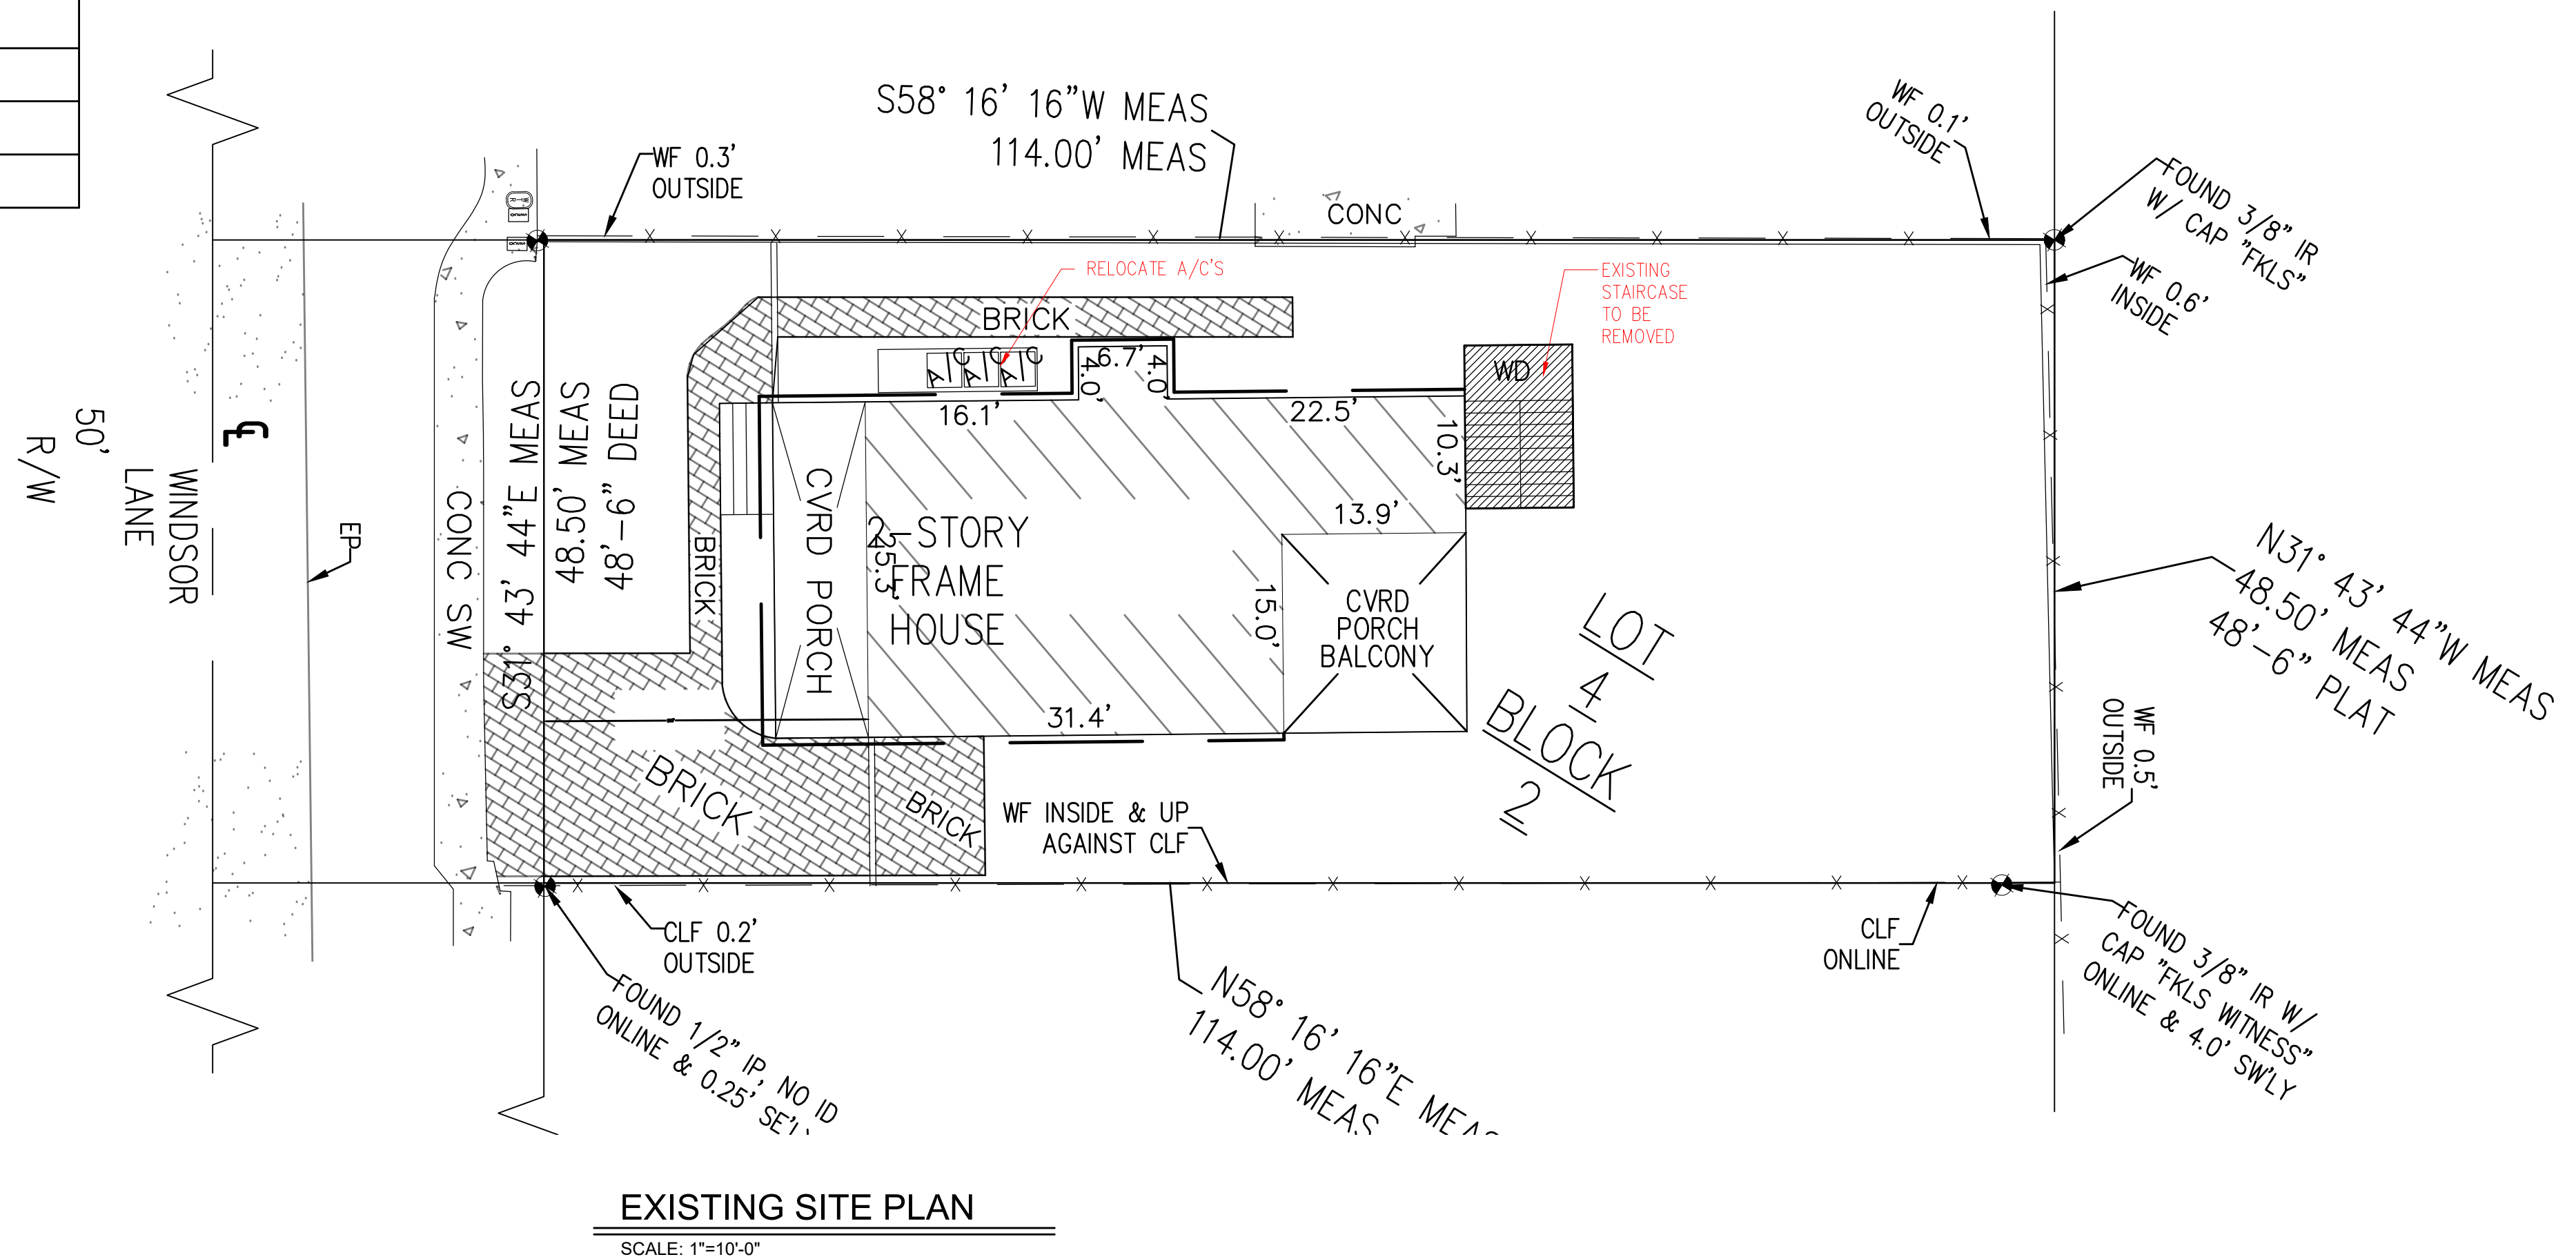 S58° 16' 16"W MEAS
114.00' MEAS
WF 0.3'
OUTSIDE
WF 0.1'
OUTSIDE
FOUND 3/8" IR
W/ CAP "FKLS"
WF 0.6'
INSIDE
CONC
RELOCATE A/C'S
EXISTING
STAIRCASE
TO BE
REMOVED
BRICK
A/C
A/C
A/C
6.7'
4.0'
4.0'
WD
16.1'
22.5'
10.3'
13.9'
50'
R/W
WINDSOR
LANE
EP
CONC SW
S31° 43' 44"E MEAS
48.50' MEAS
48'-6" DEED
BRICK
CVRD PORCH
25.3'
2-STORY
FRAME
HOUSE
15.0'
CVRD
PORCH
BALCONY
31.4'
LOT
4
BLOCK
2
N31° 43' 44"W MEAS
48.50' MEAS
48'-6" PLAT
WF 0.5'
OUTSIDE
BRICK
BRICK
WF INSIDE & UP
AGAINST CLF
CLF 0.2'
OUTSIDE
CLF
ONLINE
FOUND 1/2" IP, NO ID
ONLINE & 0.25' SE'LY
N58° 16' 16"E MEAS
114.00' MEAS
FOUND 3/8" IR W/
CAP "FKLS WITNESS"
ONLINE & 4.0' SW'LY
EXISTING SITE PLAN
SCALE: 1"=10'-0"